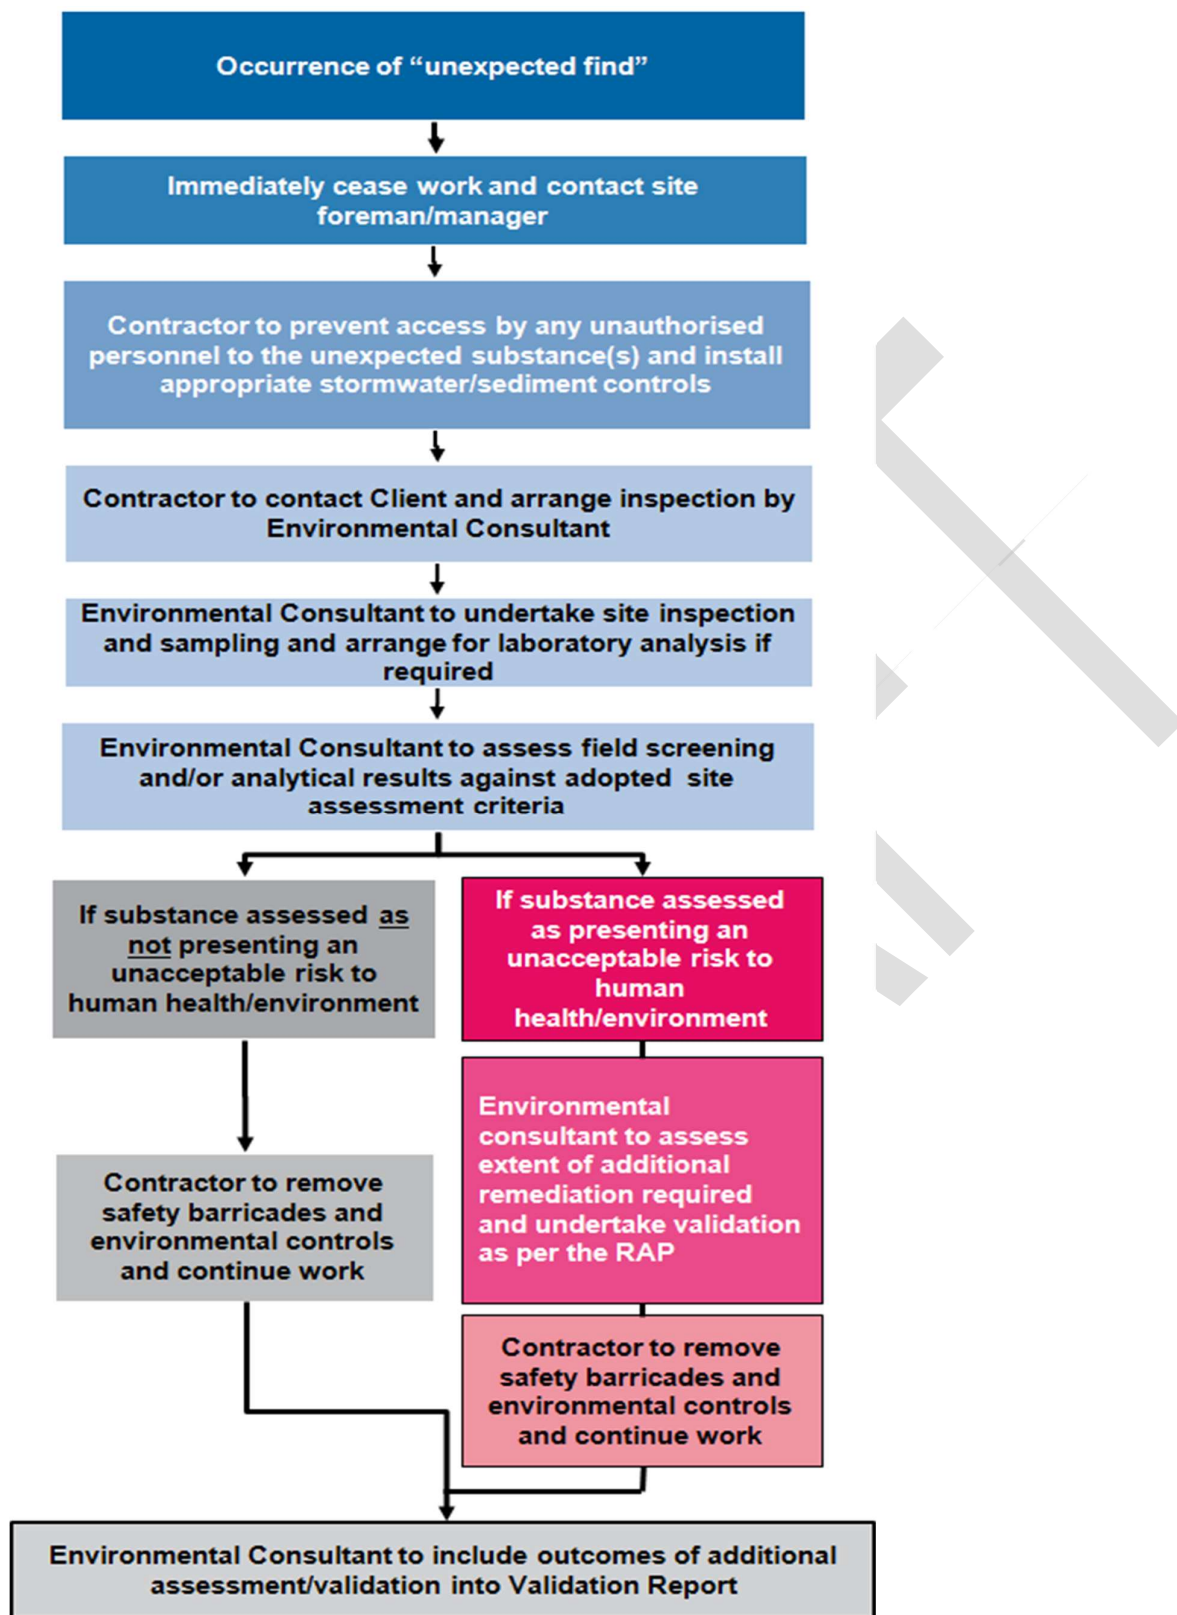 Occurrence of “unexpected find”
Immediately cease work and contact site
foreman/manager
Contractor to prevent access by any unauthorised
personnel to the unexpected substance(s) and install
appropriate stormwater/sediment controls
Contractor to contact Client and arrange inspection by
Environmental Consultant
Environmental Consultant to undertake site inspection
and sampling and arrange for laboratory analysis if
required
Environmental Consultant to assess field screening
and/or analytical results against adopted site
assessment criteria
If substance assessed as
not presenting an
unacceptable risk to
human health/environment
If substance assessed
as presenting an
unacceptable risk to
human
health/environment
Environmental
consultant to assess
extent of additional
remediation required
and undertake validation
as per the RAP
Contractor to remove
safety barricades and
environmental controls
and continue work
Contractor to remove
safety barricades and
environmental controls
and continue work
Environmental Consultant to include outcomes of additional
assessment/validation into Validation Report